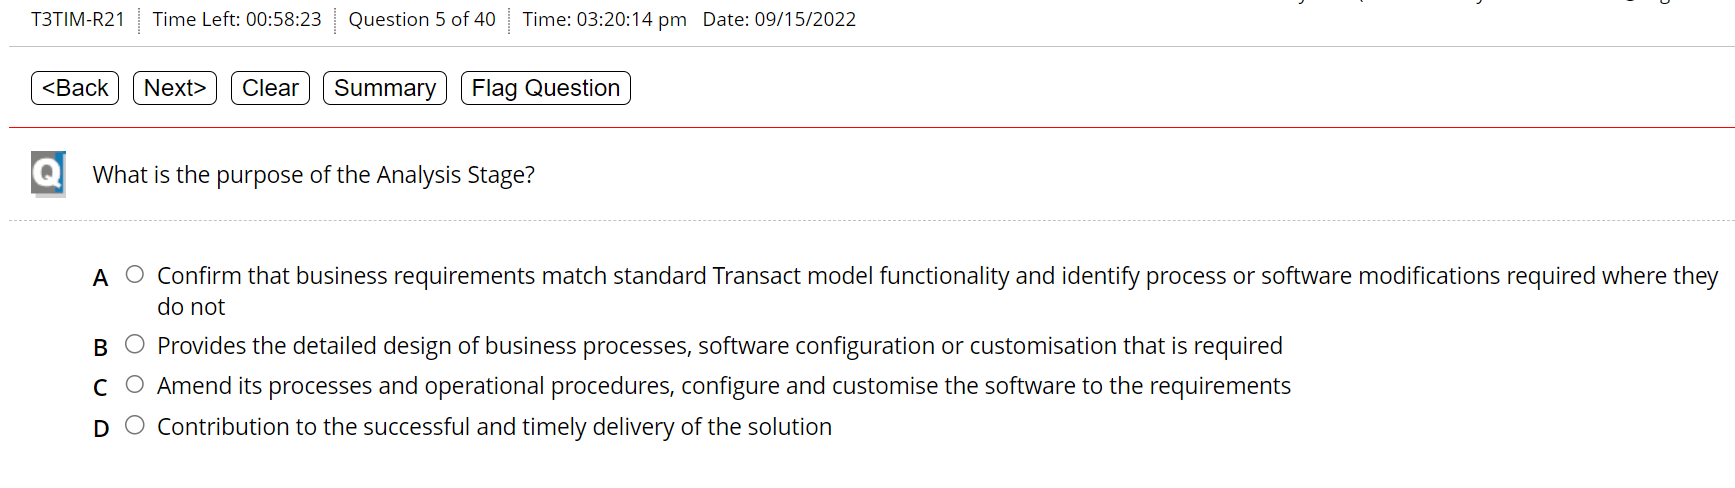 T3TIM-R21 Time Left: 00:58:23 Question 5 of 40 Time: 03:20:14 pm Date: 09/15/2022
<Back Next> Clear Summary Flag Question
Q What is the purpose of the Analysis Stage?
A Confirm that business requirements match standard Transact model functionality and identify process or software modifications required where they
do not
B Provides the detailed design of business processes, software configuration or customisation that is required
C Amend its processes and operational procedures, configure and customise the software to the requirements
D Contribution to the successful and timely delivery of the solution